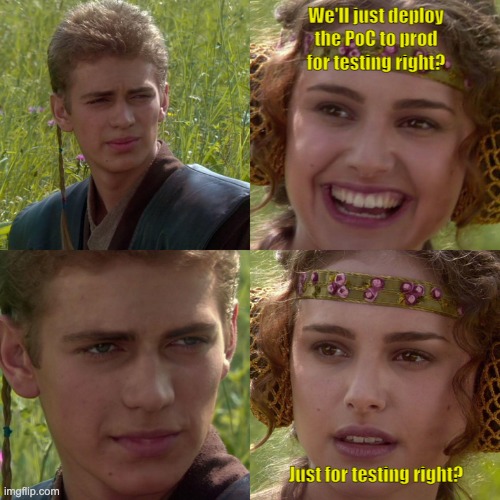 We'll just deploy
the PoC to prod
for testing right?
Just for testing right?
imgflip.com